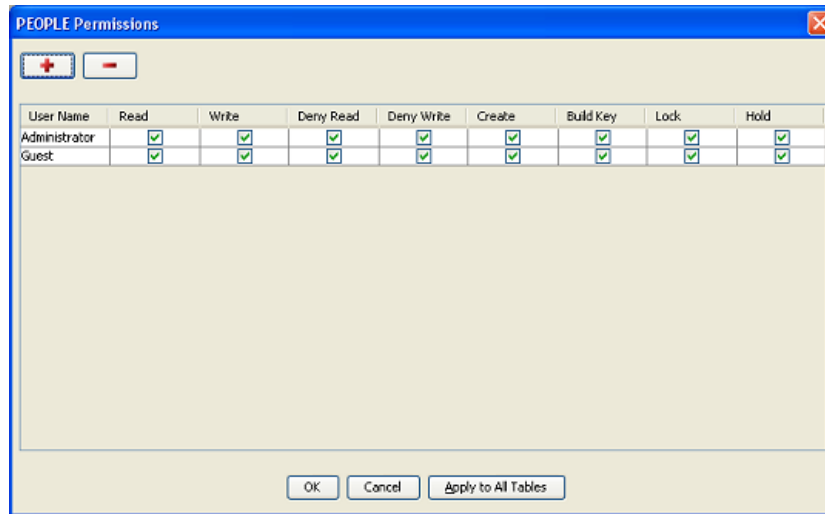 PEOPLE Permissions
User Name Read Write Deny Read Deny Write Create Build Key Lock Hold
Administrator
Guest
OK Cancel Apply to All Tables